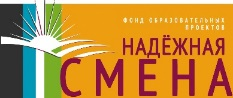 ФОНД ОБРАЗОВАТЕЛЬНЫХ
ПРОЕКТОВ
НАДЁЖНАЯ
СМЕНА